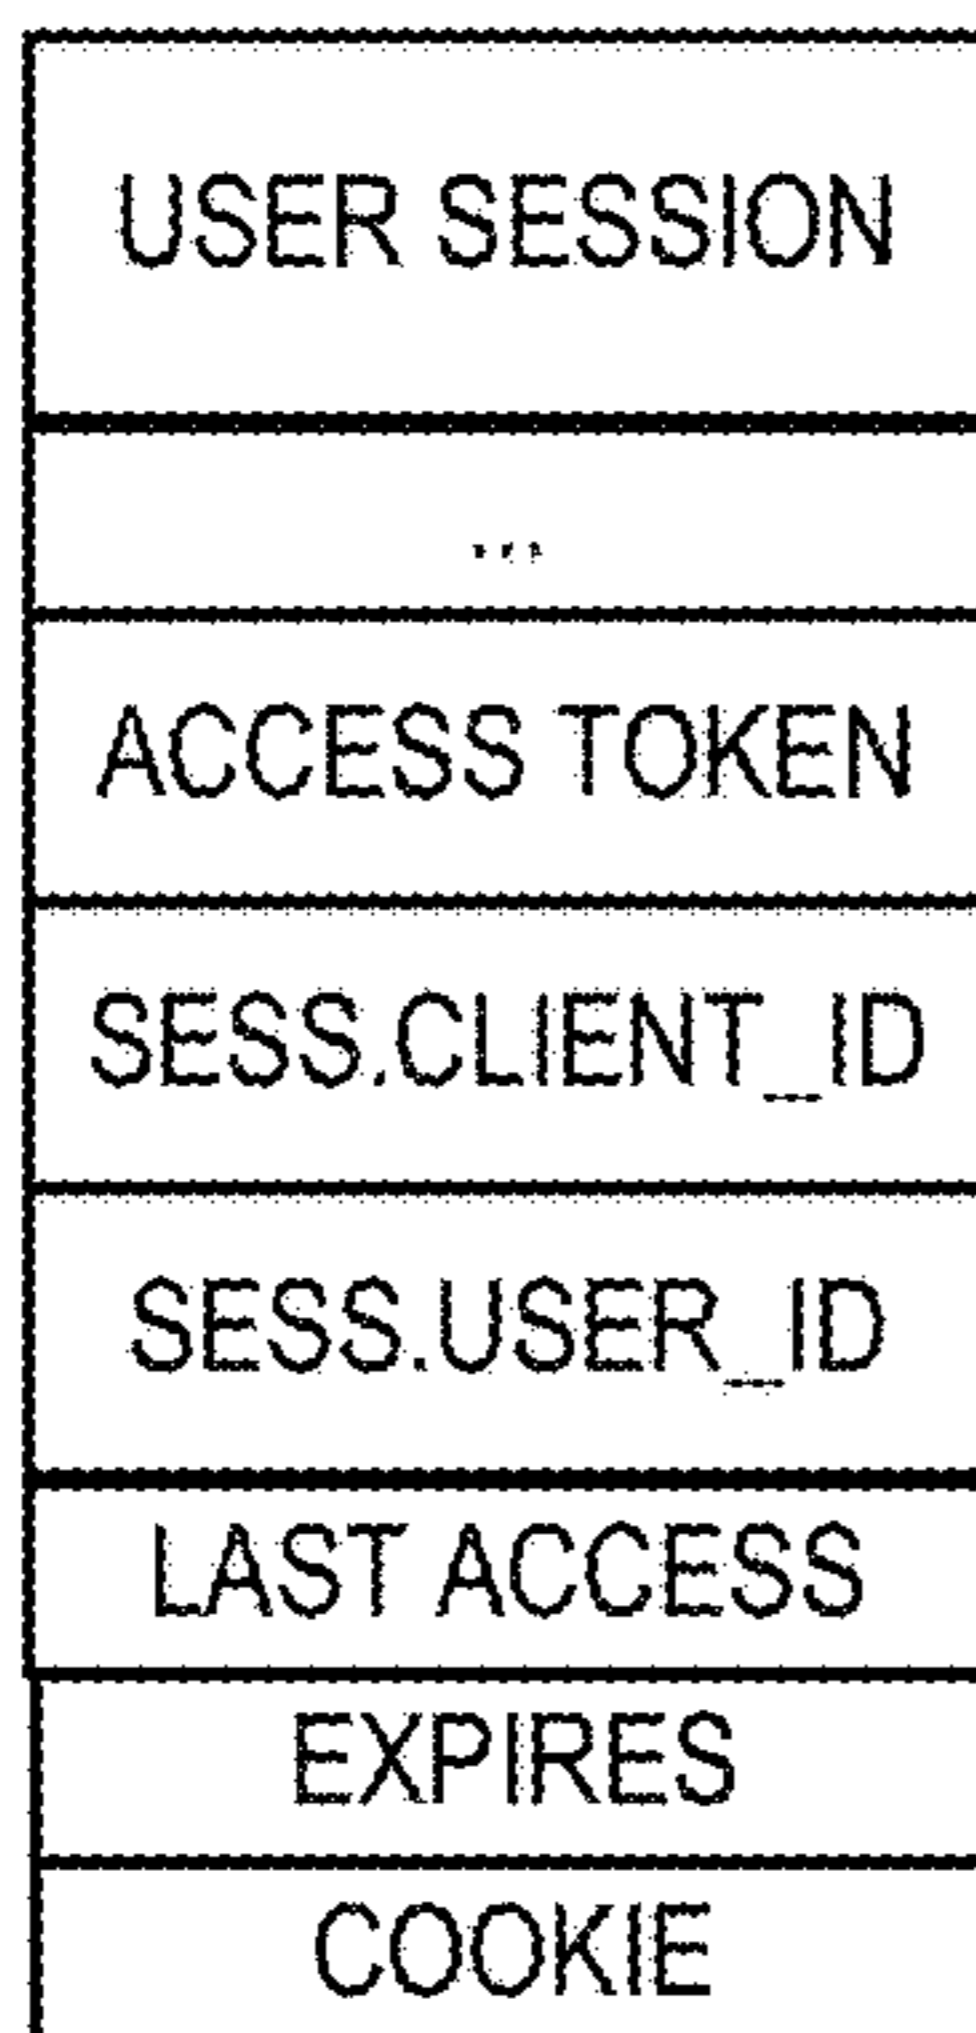 USER SESSION
...
ACCESS TOKEN
SESS.CLIENT_ID
SESS.USER_ID
LAST ACCESS
EXPIRES
COOKIE